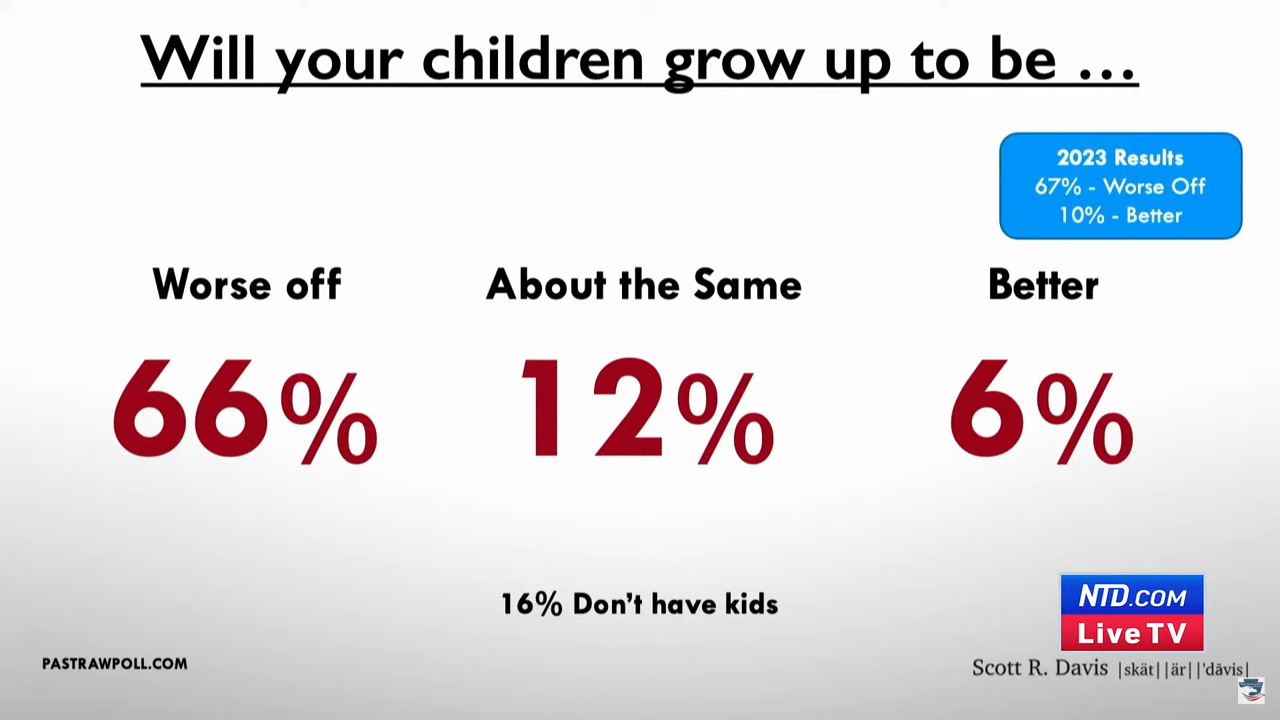 Will your children grow up to be ...
2023 Results
67% - Worse Off
10% - Better
Worse off
About the Same
Better
66%
12%
6%
16% Don't have kids
NTD.COM
Live TV
PASTRAWPOLL.COM
Scott R. Davis |skät||är||'dāvis|